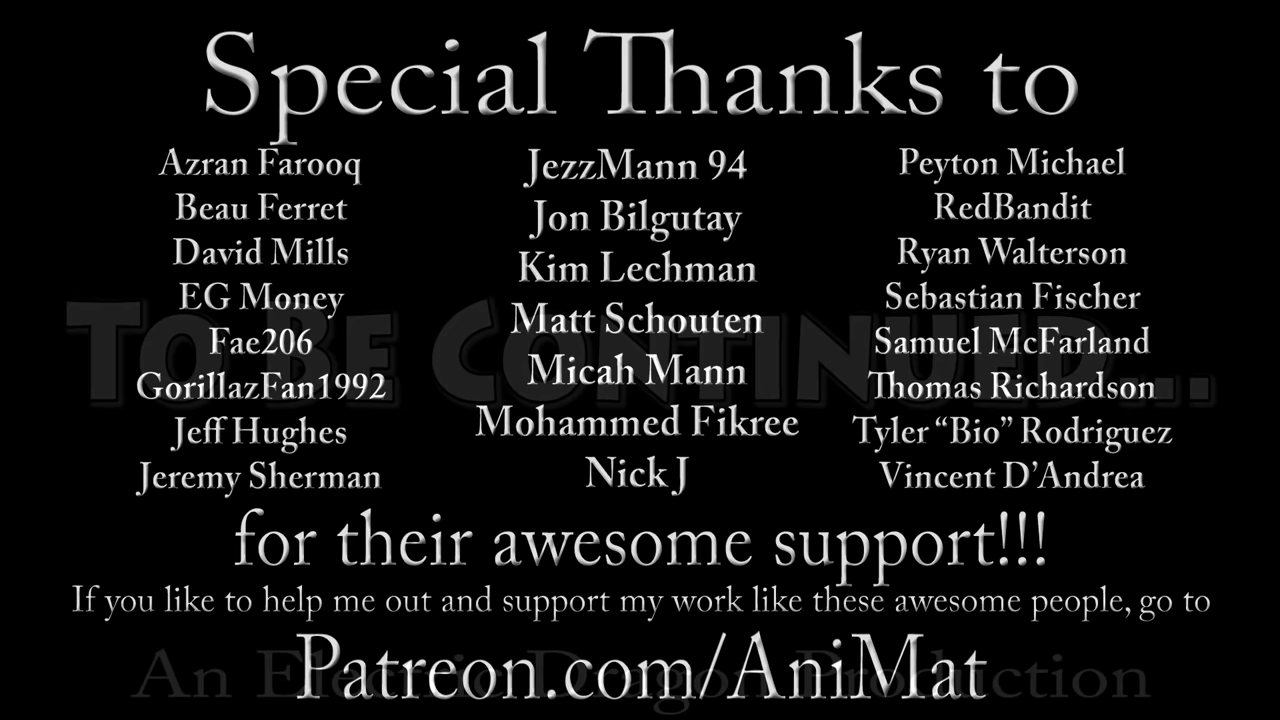 Special Thanks to
Azran Farooq
Beau Ferret
David Mills
EG Money
Fae206
GorillazFan1992
Jeff Hughes
Jeremy Sherman
JezzMann 94
Jon Bilgutay
Kim Lechman
Matt Schouten
Micah Mann
Mohammed Fikree
Nick J
Peyton Michael
RedBandit
Ryan Walterson
Sebastian Fischer
Samuel McFarland
Thomas Richardson
Tyler “Bio” Rodriguez
Vincent D’Andrea
To Be Continued...
for their awesome support!!!
If you like to help me out and support my work like these awesome people, go to
Patreon.com/AniMat
An Electric Dragon Production